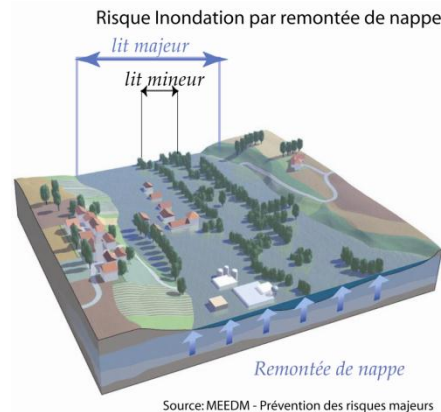 Risque Inondation par remontée de nappe
lit majeur
lit mineur
Remontée de nappe
Source: MEEDM - Prévention des risques majeurs